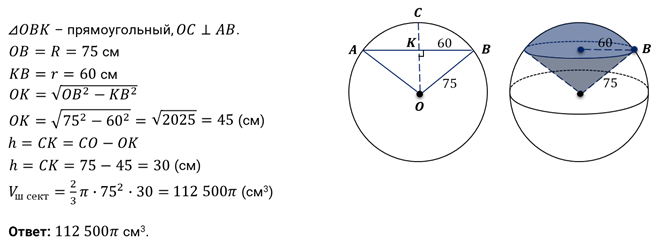 ⊿OBK – прямоугольный, OC ⊥ AB.
OB = R = 75 см
KB = r = 60 см
OK = √(OB² − KB²)
OK = √(75² − 60²) = √2025 = 45 (см)
h = CK = CO − OK
h = CK = 75 − 45 = 30 (см)
V_ш сект = 2/3 π · 75² · 30 = 112 500π (см³)
Ответ: 112 500π см³.
C
A K 60 B
75
O
60 B
75